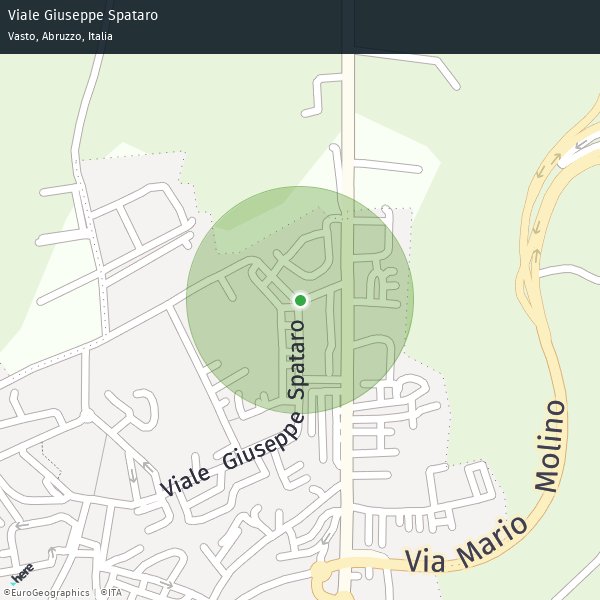 Viale Giuseppe Spataro
Vasto, Abruzzo, Italia
Viale Giuseppe Spataro
Via Mario Molino
here
©EuroGeographics | ©ITA